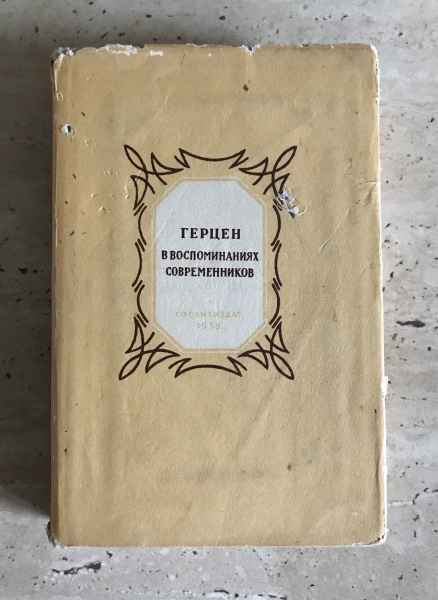 ГЕРЦЕН
В ВОСПОМИНАНИЯХ
СОВРЕМЕННИКОВ
ГОСЛИТИЗДАТ
1956